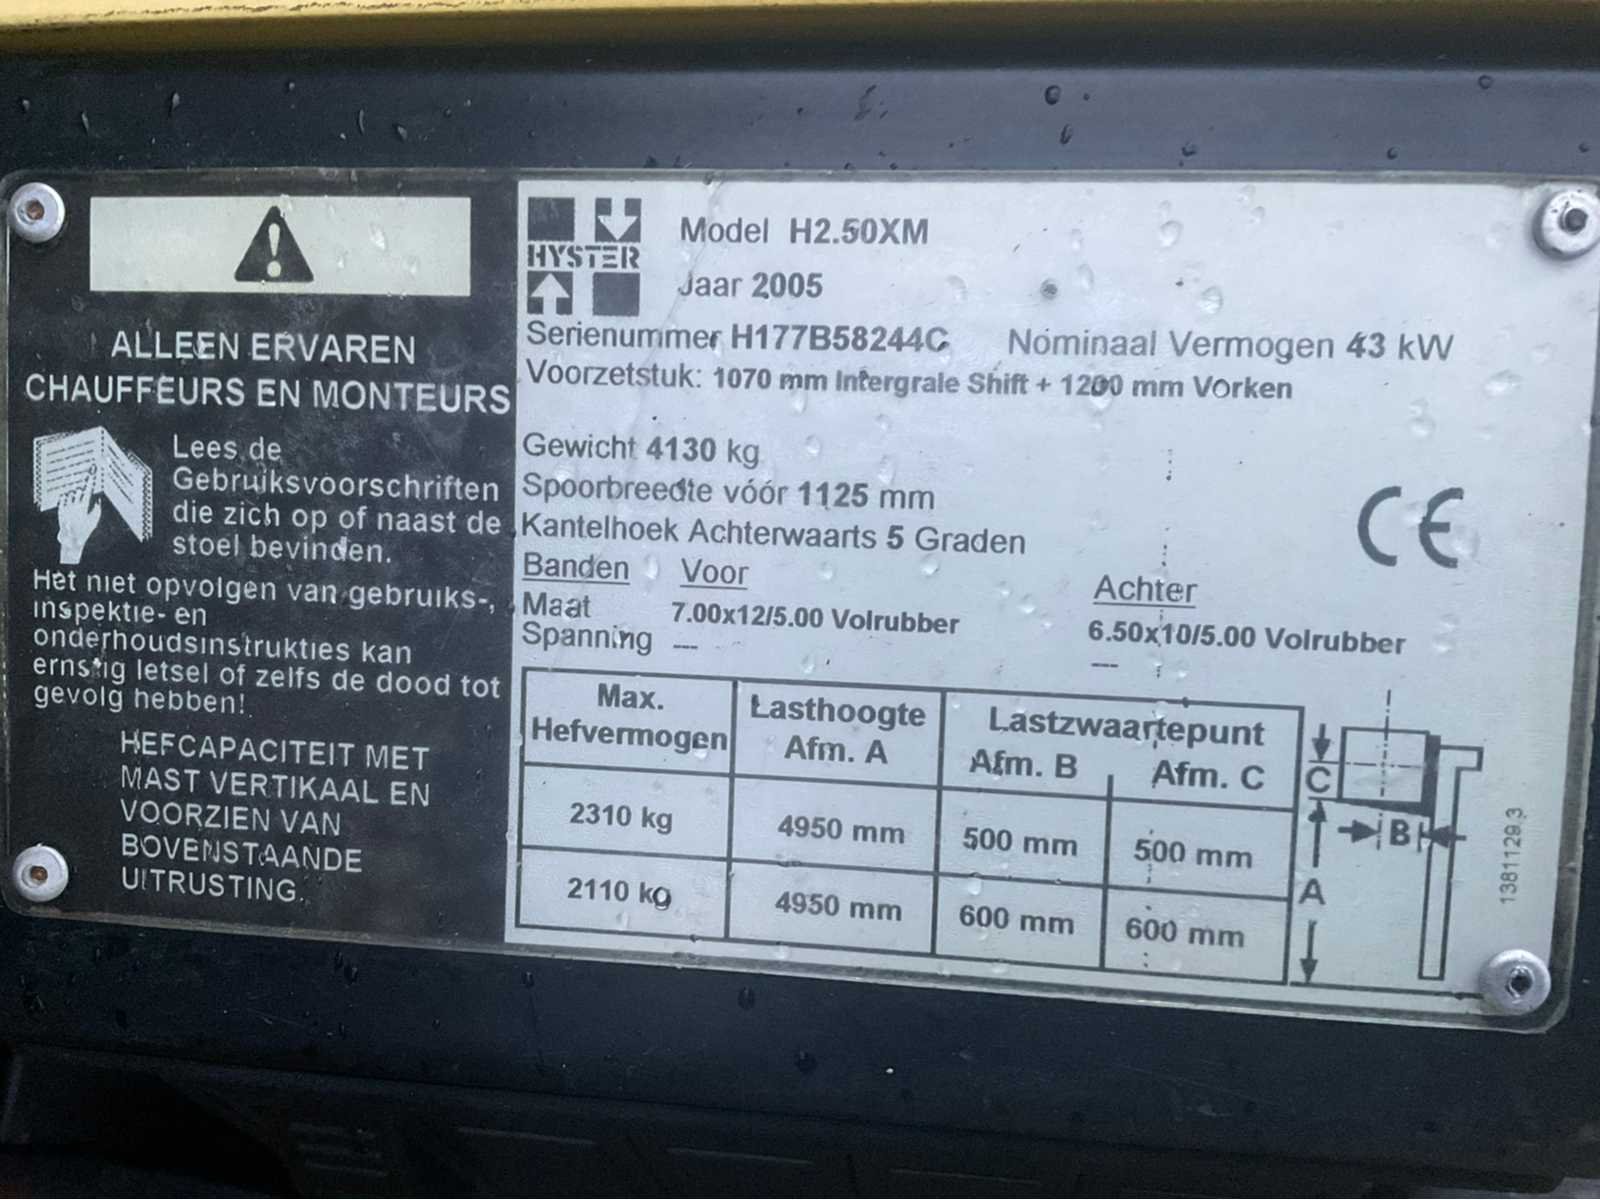 ALLEEN ERVAREN
CHAUFFEURS EN MONTEURS
Lees de
Gebruiksvoorschriften
die zich op of naast de
stoel bevinden.
Het niet opvolgen van gebruiks-,
inspektie- en
onderhoudsinstrukties kan
ernstig letsel of zelfs de dood tot
gevolg hebben!
HEFCAPACITEIT MET
MAST VERTIKAAL EN
VOORZIEN VAN
BOVENSTAANDE
UITRUSTING.
HYSTER
Model H2.50XM
Jaar 2005
Serienummer H177B58244C Nominaal Vermogen 43 kW
Voorzetstuk: 1070 mm Intergrale Shift + 1200 mm Vorken
Gewicht 4130 kg
Spoorbreedte vóór 1125 mm
Kantelhoek Achterwaarts 5 Graden
CE
Banden Voor Achter
Maat 7.00x12/5.00 Volrubber 6.50x10/5.00 Volrubber
Spanning --- ---
Max. Hefvermogen Lasthoogte Afm. A Lastzwaartepunt
Afm. B Afm. C
2310 kg 4950 mm 500 mm 500 mm
2110 kg 4950 mm 600 mm 600 mm
C
B
A
1381129.3